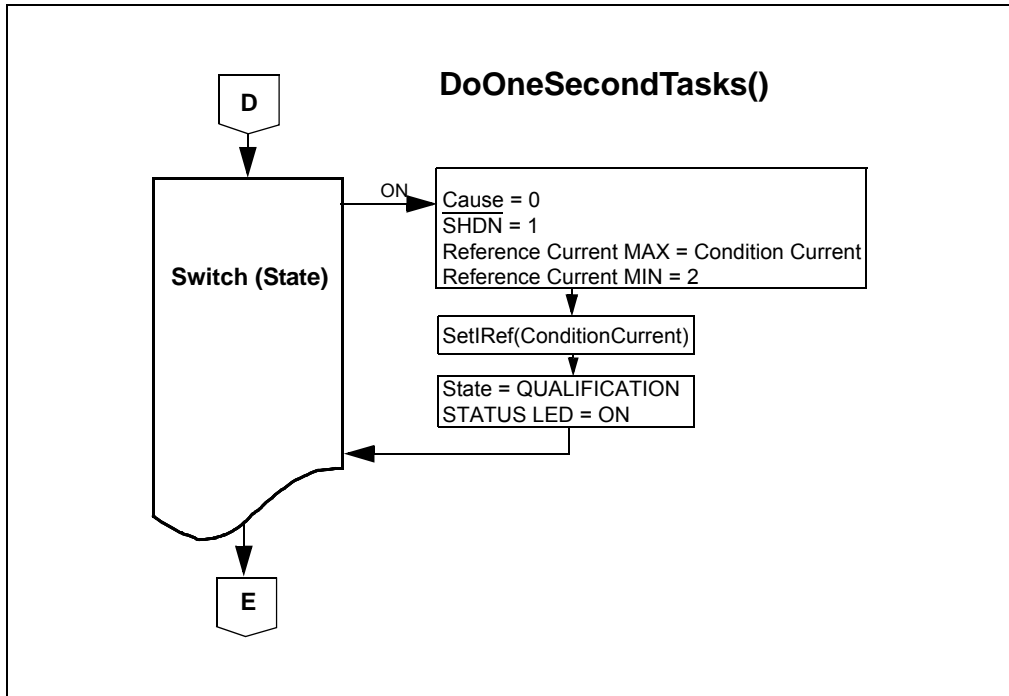 DoOneSecondTasks()
D
ON
Cause = 0
SHDN = 1
Reference Current MAX = Condition Current
Reference Current MIN = 2
Switch (State)
SetIRef(ConditionCurrent)
State = QUALIFICATION
STATUS LED = ON
E